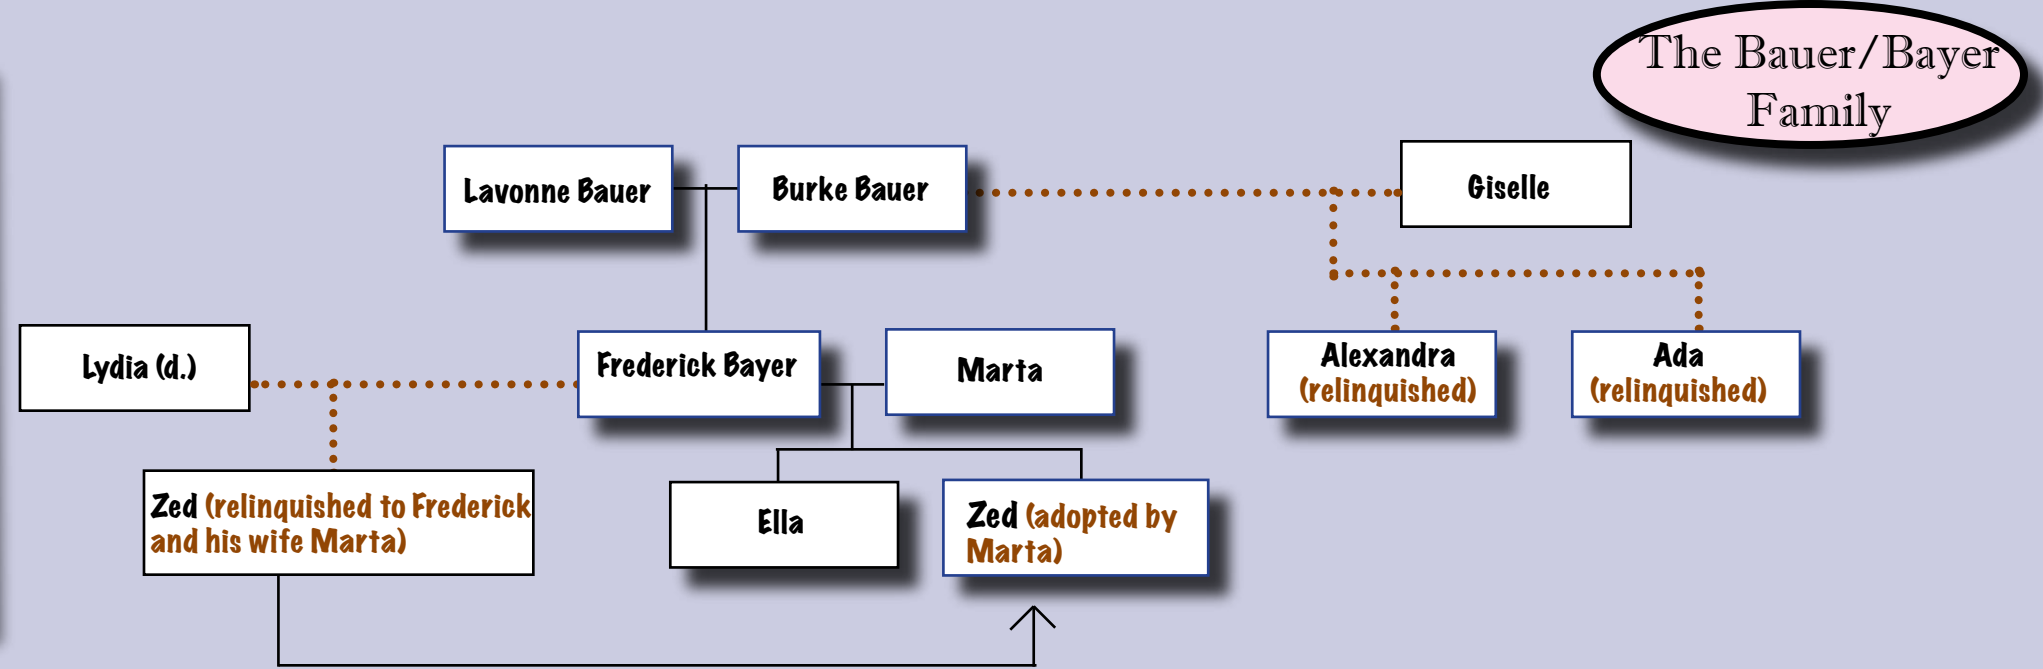 The Bauer/Bayer
Family
Lavonne Bauer
Burke Bauer
Giselle
Lydia (d.)
Frederick Bayer
Marta
Alexandra
(relinquished)
Ada
(relinquished)
Zed (relinquished to Frederick
and his wife Marta)
Ella
Zed (adopted by
Marta)